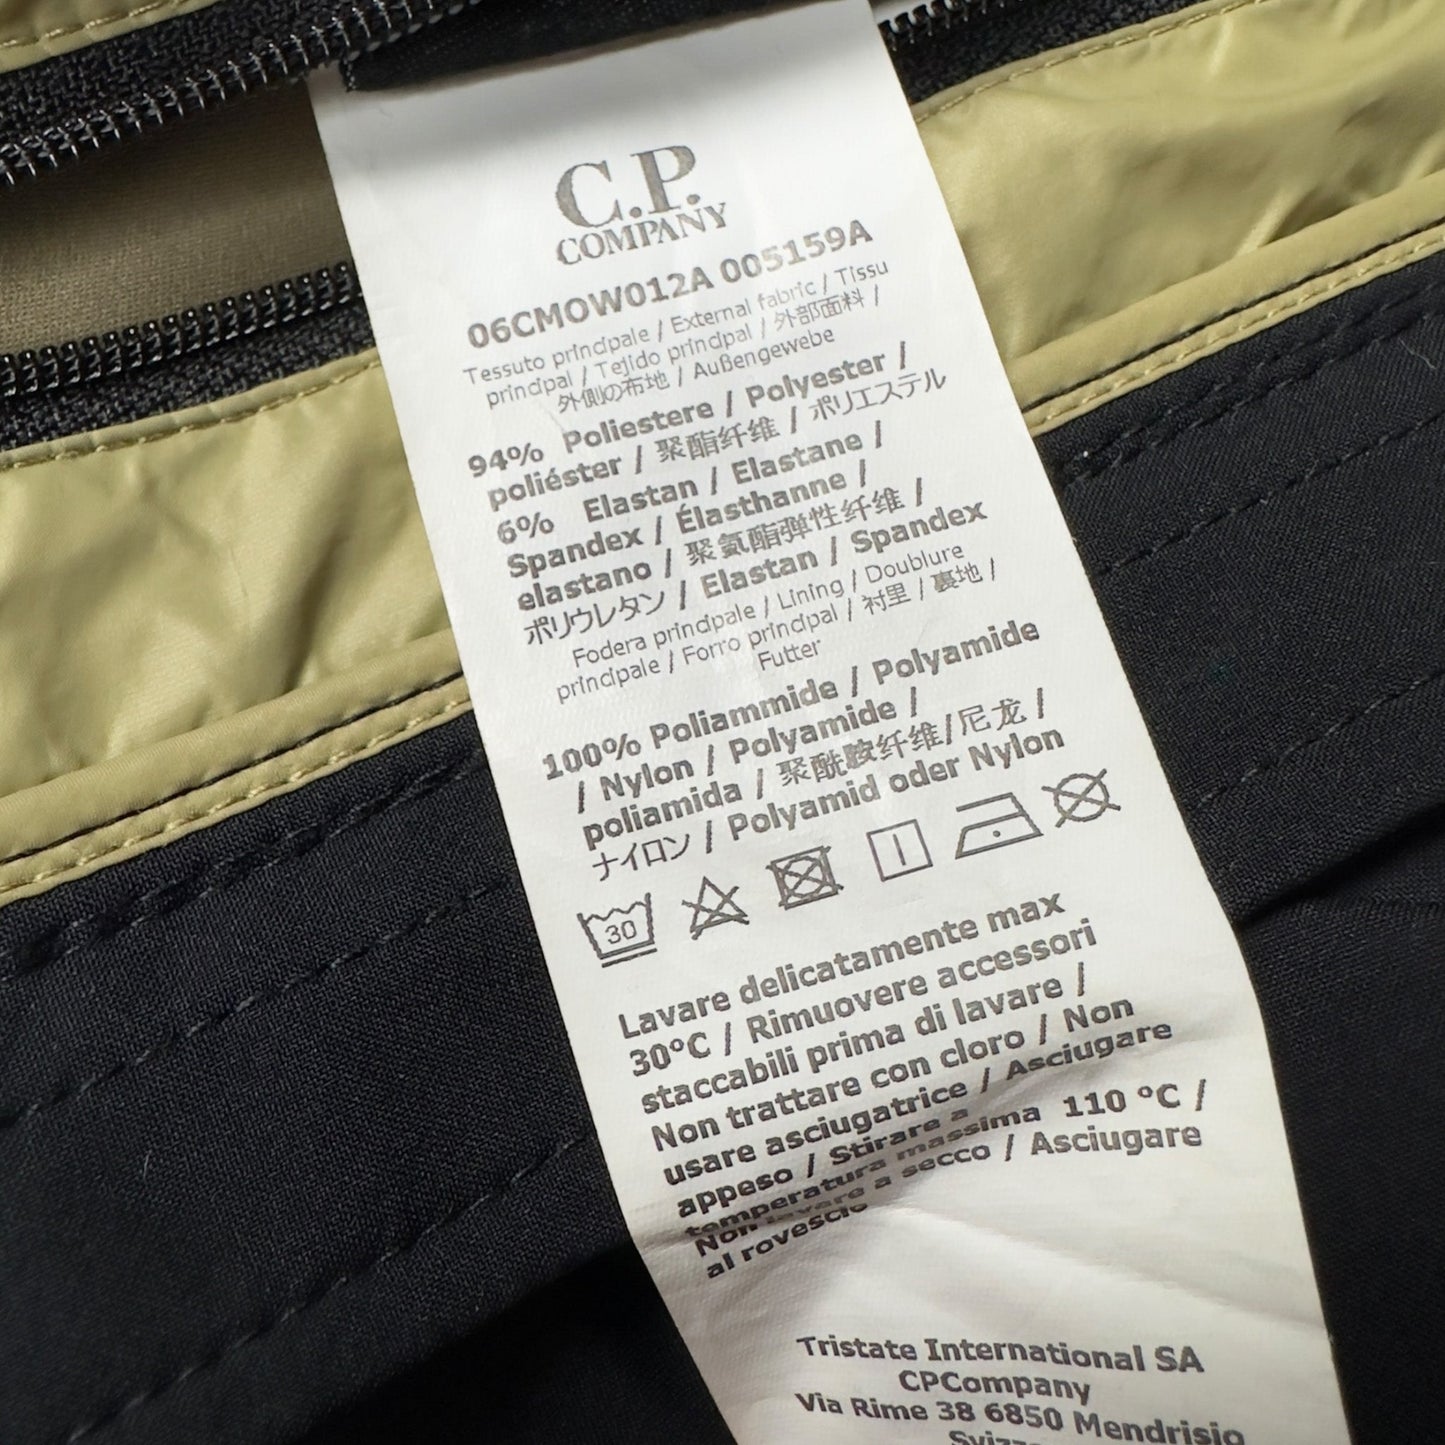 C.P.
COMPANY
06CMOW012A 005159A
Tessuto principale / External fabric / Tissu
principal / Tejido principal / 外部面料 /
外側の布地 / Außengewebe
94% Poliestere / Polyester /
poliéster / 聚酯纤维 / ポリエステル
6% Elastan / Elastane /
Spandex / Élasthanne /
elastano / 聚氨酯弹性纤维 /
ポリウレタン / Elastan / Spandex
Fodera principale / Lining / Doublure
principale / Forro principal / 衬里 / 裏地 /
Futter
100% Poliammide / Polyamide
/ Nylon / Polyamide /
poliamida / 聚酰胺纤维/尼龙 /
ナイロン / Polyamid oder Nylon
30
Lavare delicatamente max
30°C / Rimuovere accessori
staccabili prima di lavare /
Non trattare con cloro / Non
usare asciugatrice / Asciugare
appeso / Stirare a
temperatura massima 110 °C /
Non lavare a secco / Asciugare
al rovescio
Tristate International SA
CPCompany
Via Rime 38 6850 Mendrisio